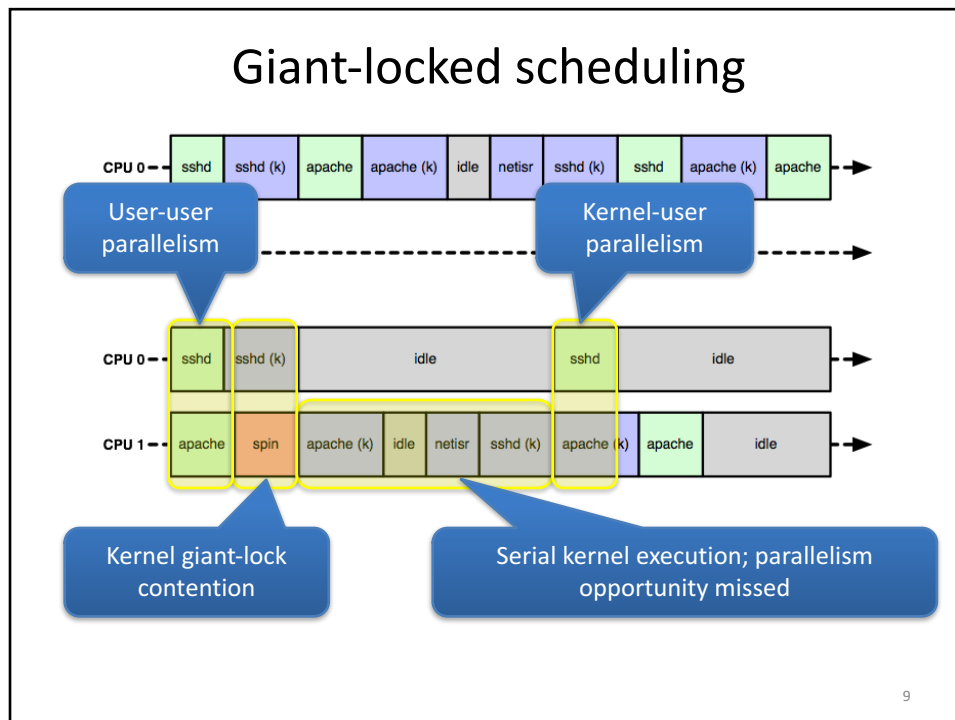 Giant-locked scheduling
CPU 0 sshd sshd (k) apache apache (k) idle netisr sshd (k) sshd apache (k) apache
User-user
parallelism
Kernel-user
parallelism
CPU 0 sshd sshd (k) idle sshd idle
CPU 1 apache spin apache (k) idle netisr sshd (k) apache (k) apache idle
Kernel giant-lock
contention
Serial kernel execution; parallelism
opportunity missed
9